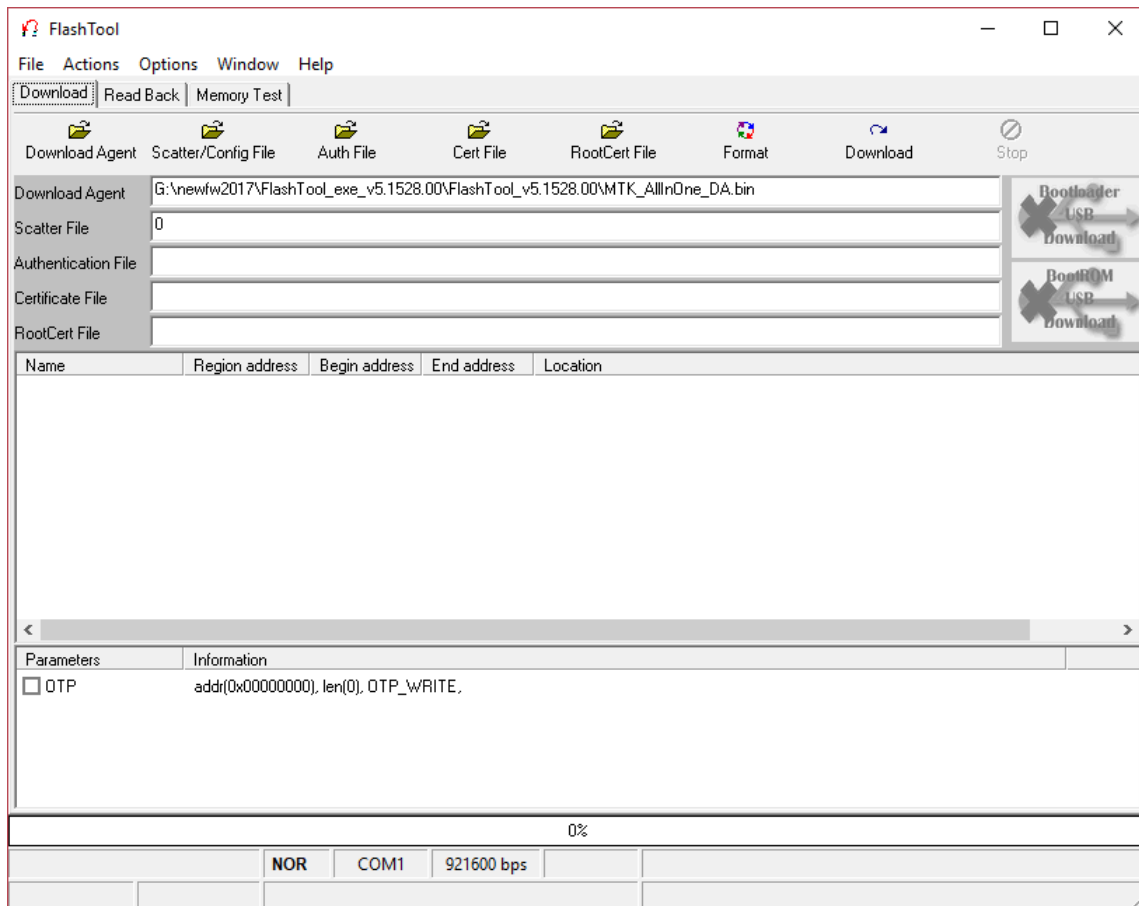 FlashTool
File Actions Options Window Help
Download Read Back Memory Test
Download Agent Scatter/Config File Auth File Cert File RootCert File Format Download Stop
Download Agent G:\newfw2017\FlashTool_exe_v5.1528.00\FlashTool_v5.1528.00\MTK_AllInOne_DA.bin
Scatter File 0
Authentication File
Certificate File
RootCert File
Bootloader
USB
Download
BootROM
USB
Download
Name Region address Begin address End address Location
Parameters Information
OTP addr(0x00000000), len(0), OTP_WRITE,
0%
NOR COM1 921600 bps